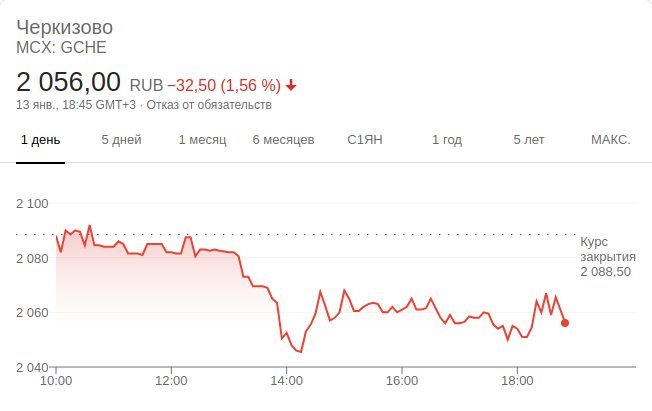 Черкизово
MCX: GCHE
2 056,00 RUB −32,50 (1,56 %)
13 янв., 18:45 GMT+3 · Отказ от обязательств
1 день 5 дней 1 месяц 6 месяцев С1ЯН 1 год 5 лет МАКС.
2 100
Курс
закрытия
2 088,50
2 080
2 060
2 040
10:00 12:00 14:00 16:00 18:00